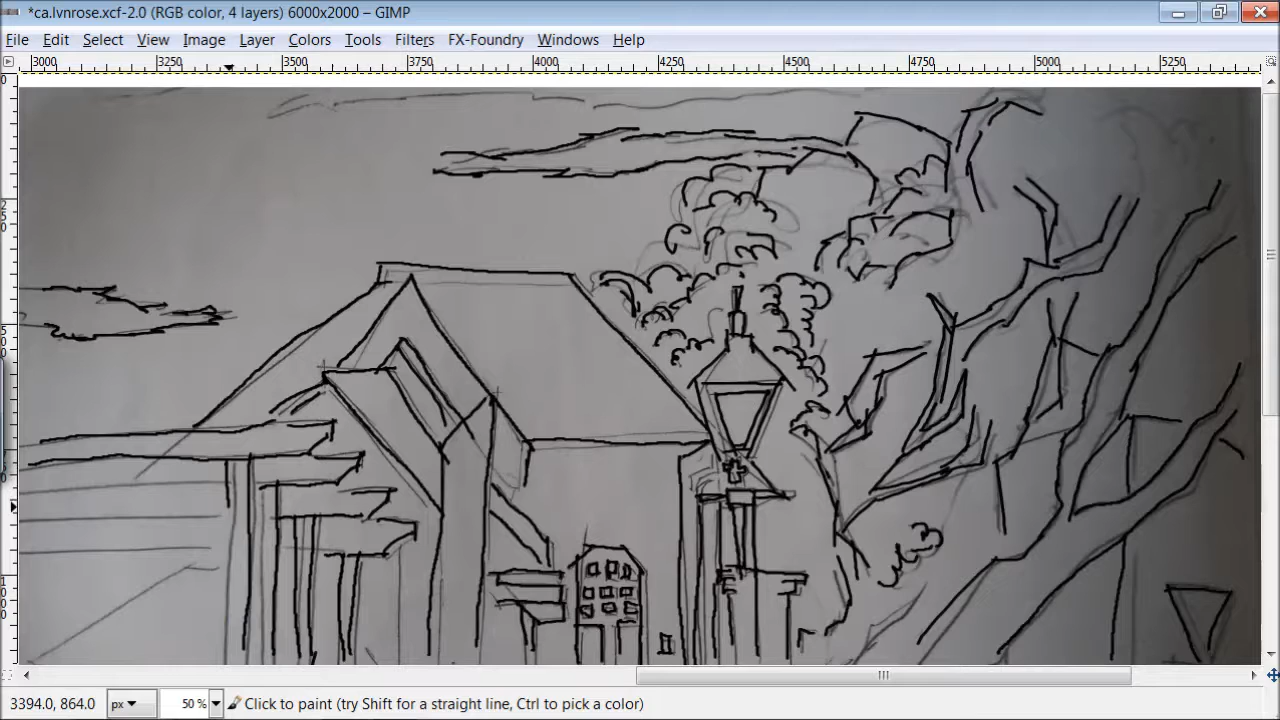 *ca.lvnrose.xcf-2.0 (RGB color, 4 layers) 6000x2000 – GIMP
File Edit Select View Image Layer Colors Tools Filters FX-Foundry Windows Help
3000 3250 3500 3750 4000 4250 4500 4750 5000 5250
3394.0, 864.0 px 50 % Click to paint (try Shift for a straight line, Ctrl to pick a color)